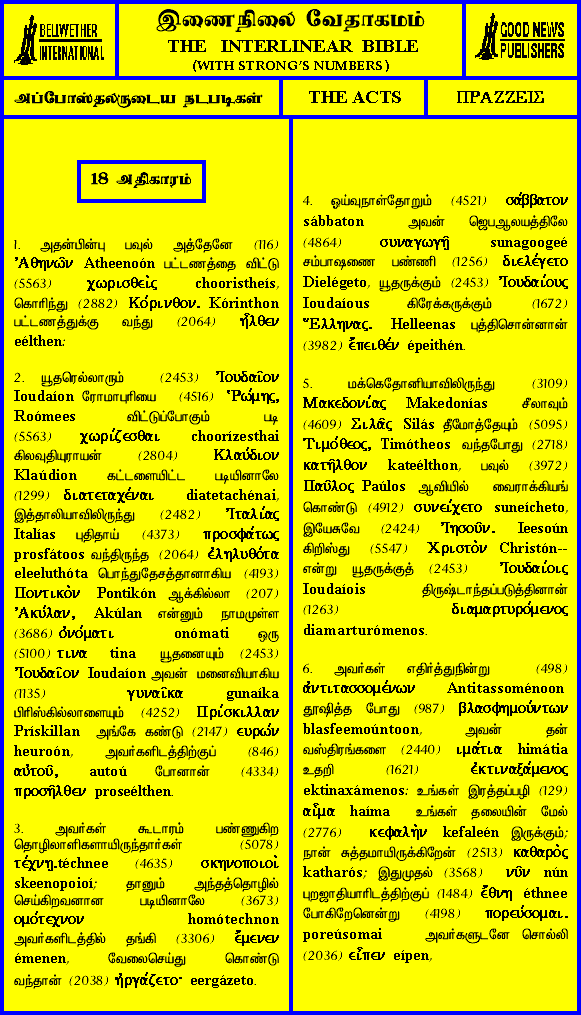 BELLWETHER
INTERNATIONAL
இணைநிலை வேதாகமம்
THE INTERLINEAR BIBLE
(WITH STRONG'S NUMBERS)
GOOD NEWS
PUBLISHERS
அப்போஸ்தலருடைய நடபடிகள்
THE ACTS
ΠΡΑΖΖΕΙΣ
18 அதிகாரம்
1. அதன்பின்பு பவுல் அத்தேனே (116)
Ἀθηνῶν Atheenoón பட்டணத்தை விட்டு
(5563) χωρισθεὶς chooristheís,
கொரிந்து (2882) Κόρινθον. Kórinthon
பட்டணத்துக்கு வந்து (2064) ἦλθεν
eélthen;
2. யூதரெல்லாரும் (2453) Ἰουδαῖον
Ioudaíon ரோமாபுரியை (4516) Ῥώμης,
Roómees விட்டுப்போகும் படி
(5563) χωρίζεσθαι choorízesthai
கிலவுதியுராயன் (2804) Κλαύδιον
Klaúdion கட்டளையிட்ட படியினாலே
(1299) διατεταχέναι diatetachénai,
இத்தாலியாவிலிருந்து (2482) Ἰταλίας
Italías புதிதாய் (4373) προσφάτως
prosfátoos வந்திருந்த (2064) ἐληλυθότα
eleeluthóta பொந்துதேசத்தானாகிய (4193)
Ποντικὸν Pontikón ஆக்கில்லா (207)
Ἀκύλαν, Akúlan என்னும் நாமமுள்ள
(3686) ὀνόματι onómati ஒரு
(5100) τινα tina யூதனையும் (2453)
Ἰουδαῖον Ioudaíon அவன் மனைவியாகிய
(1135) γυναῖκα gunaíka
பிரிஸ்கில்லாளையும் (4252) Πρίσκιλλαν
Prískillan அங்கே கண்டு (2147) ευρών
heuroón, அவர்களிடத்திற்குப் (846)
αὐτοῦ, autoú போனான் (4334)
προσῆλθεν proseélthen.
3. அவர்கள் கூடாரம் பண்ணுகிற
தொழிலாளிகளாயிருந்தார்கள் (5078)
τέχνῃ.téchnee (4635) σκηνοποιοὶ
skeenopoioí; தானும் அந்தத்தொழில்
செய்கிறவனான படியினாலே (3673)
ομότεχνον homótechnon
அவர்களிடத்தில் தங்கி (3306) ἔμενεν
émenen, வேலைசெய்து கொண்டு
வந்தான் (2038) ἠργάζετο· eergázeto.
4. ஓய்வுநாள்தோறும் (4521) σάββατον
sábbaton அவன் ஜெபஆலயத்திலே
(4864) συναγωγῇ sunagoogeé
சம்பாஷணை பண்ணி (1256) διελέγετο
Dielégeto, யூதருக்கும் (2453) Ἰουδαίους
Ioudaíous கிரேக்கருக்கும் (1672)
Ἕλληνας. Helleenas புத்திசொன்னான்
(3982) ἔπειθέν épeithén.
5. மக்கெதோனியாவிலிருந்து (3109)
Μακεδονίας Makedonías சீலாவும்
(4609) Σιλᾶς Silás தீமோத்தேயும் (5095)
Τιμόθεος, Timótheos வந்தபோது (2718)
κατῆλθον kateélthon, பவுல் (3972)
Παῦλος Paúlos ஆவியில் வைராக்கியங்
கொண்டு (4912) συνείχετο suneícheto,
இயேசுவே (2424) Ἰησοῦν. Ieesoún
கிறிஸ்து (5547) Χριστὸν Christón--
என்று யூதருக்குத் (2453) Ἰουδαίοις
Ioudaíois திருஷ்டாந்தப்படுத்தினான்
(1263) διαμαρτυρόμενος
diamarturómenos.
6. அவர்கள் எதிர்த்துநின்று (498)
ἀντιτασσομένων Antitassoménoon
தூஷித்த போது (987) βλασφημούντων
blasfeemoúntoon, அவன் தன்
வஸ்திரங்களை (2440) ιμάτια himátia
உதறி (1621) ἐκτιναξάμενος
ektinaxámenos; உங்கள் இரத்தப்பழி (129)
αἷμα haíma உங்கள் தலையின் மேல்
(2776) κεφαλὴν kefaleén இருக்கும்;
நான் சுத்தமாயிருக்கிறேன் (2513) καθαρὸς
katharós; இதுமுதல் (3568) νῦν nún
புறஜாதியாரிடத்திற்குப் (1484) ἔθνη éthnee
போகிறேனென்று (4198) πορεύσομαι.
poreúsomai அவர்களுடனே சொல்லி
(2036) εἶπεν eípen,